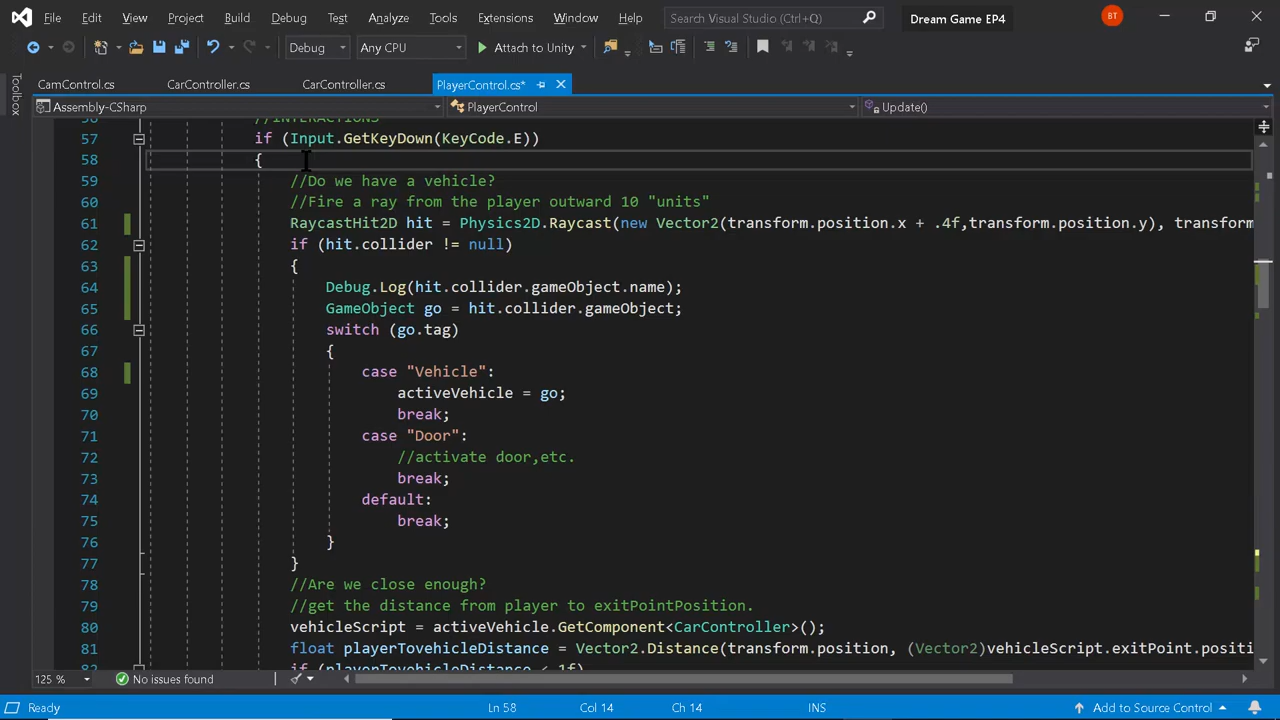 File Edit View Project Build Debug Test Analyze Tools Extensions Window Help Search Visual Studio (Ctrl+Q) Dream Game EP4 BT
Debug Any CPU Attach to Unity
Toolbox
CamControl.cs CarController.cs CarController.cs PlayerControl.cs*
Assembly-CSharp PlayerControl Update()
56 //INTERACTIONS
57 if (Input.GetKeyDown(KeyCode.E))
58 {
59 //Do we have a vehicle?
60 //Fire a ray from the player outward 10 "units"
61 RaycastHit2D hit = Physics2D.Raycast(new Vector2(transform.position.x + .4f,transform.position.y), transform
62 if (hit.collider != null)
63 {
64 Debug.Log(hit.collider.gameObject.name);
65 GameObject go = hit.collider.gameObject;
66 switch (go.tag)
67 {
68 case "Vehicle":
69 activeVehicle = go;
70 break;
71 case "Door":
72 //activate door,etc.
73 break;
74 default:
75 break;
76 }
77 }
78 //Are we close enough?
79 //get the distance from player to exitPointPosition.
80 vehicleScript = activeVehicle.GetComponent<CarController>();
81 float playerTovehicleDistance = Vector2.Distance(transform.position, (Vector2)vehicleScript.exitPoint.positi
82 if (playerTovehicleDistance < 1f)
125 % No issues found
Ready Ln 58 Col 14 Ch 14 INS Add to Source Control